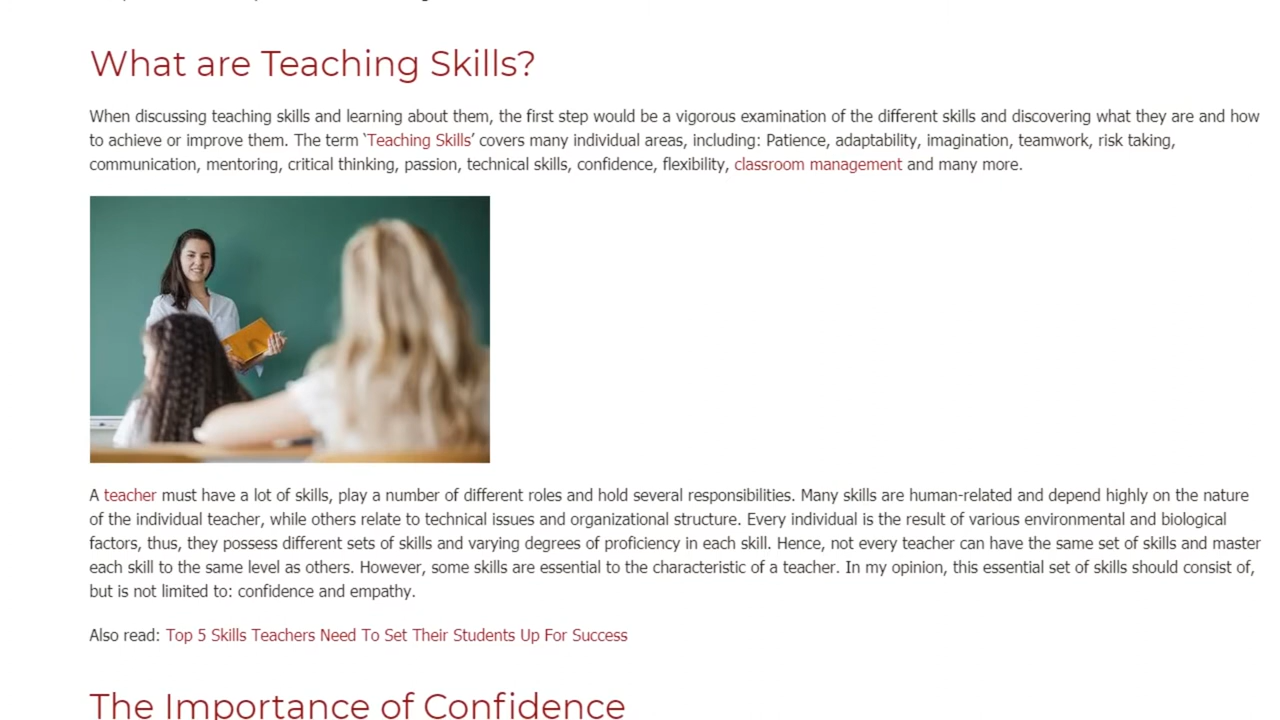 What are Teaching Skills?
When discussing teaching skills and learning about them, the first step would be a vigorous examination of the different skills and discovering what they are and how
to achieve or improve them. The term ‘Teaching Skills’ covers many individual areas, including: Patience, adaptability, imagination, teamwork, risk taking,
communication, mentoring, critical thinking, passion, technical skills, confidence, flexibility, classroom management and many more.
A teacher must have a lot of skills, play a number of different roles and hold several responsibilities. Many skills are human-related and depend highly on the nature
of the individual teacher, while others relate to technical issues and organizational structure. Every individual is the result of various environmental and biological
factors, thus, they possess different sets of skills and varying degrees of proficiency in each skill. Hence, not every teacher can have the same set of skills and master
each skill to the same level as others. However, some skills are essential to the characteristic of a teacher. In my opinion, this essential set of skills should consist of,
but is not limited to: confidence and empathy.
Also read: Top 5 Skills Teachers Need To Set Their Students Up For Success
The Importance of Confidence